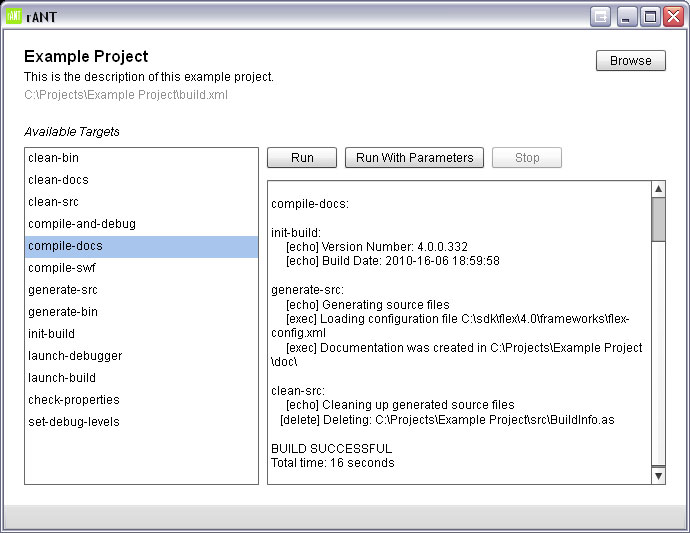 rANT rANT
Example Project
This is the description of this example project.
C:\Projects\Example Project\build.xml
Browse
Available Targets
clean-bin
clean-docs
clean-src
compile-and-debug
compile-docs
compile-swf
generate-src
generate-bin
init-build
launch-debugger
launch-build
check-properties
set-debug-levels
Run
Run With Parameters
Stop
compile-docs:
init-build:
[echo] Version Number: 4.0.0.332
[echo] Build Date: 2010-16-06 18:59:58
generate-src:
[echo] Generating source files
[exec] Loading configuration file C:\sdk\flex\4.0\frameworks\flex-
config.xml
[exec] Documentation was created in C:\Projects\Example Project
\doc\
clean-src:
[echo] Cleaning up generated source files
[delete] Deleting: C:\Projects\Example Project\src\BuildInfo.as
BUILD SUCCESSFUL
Total time: 16 seconds